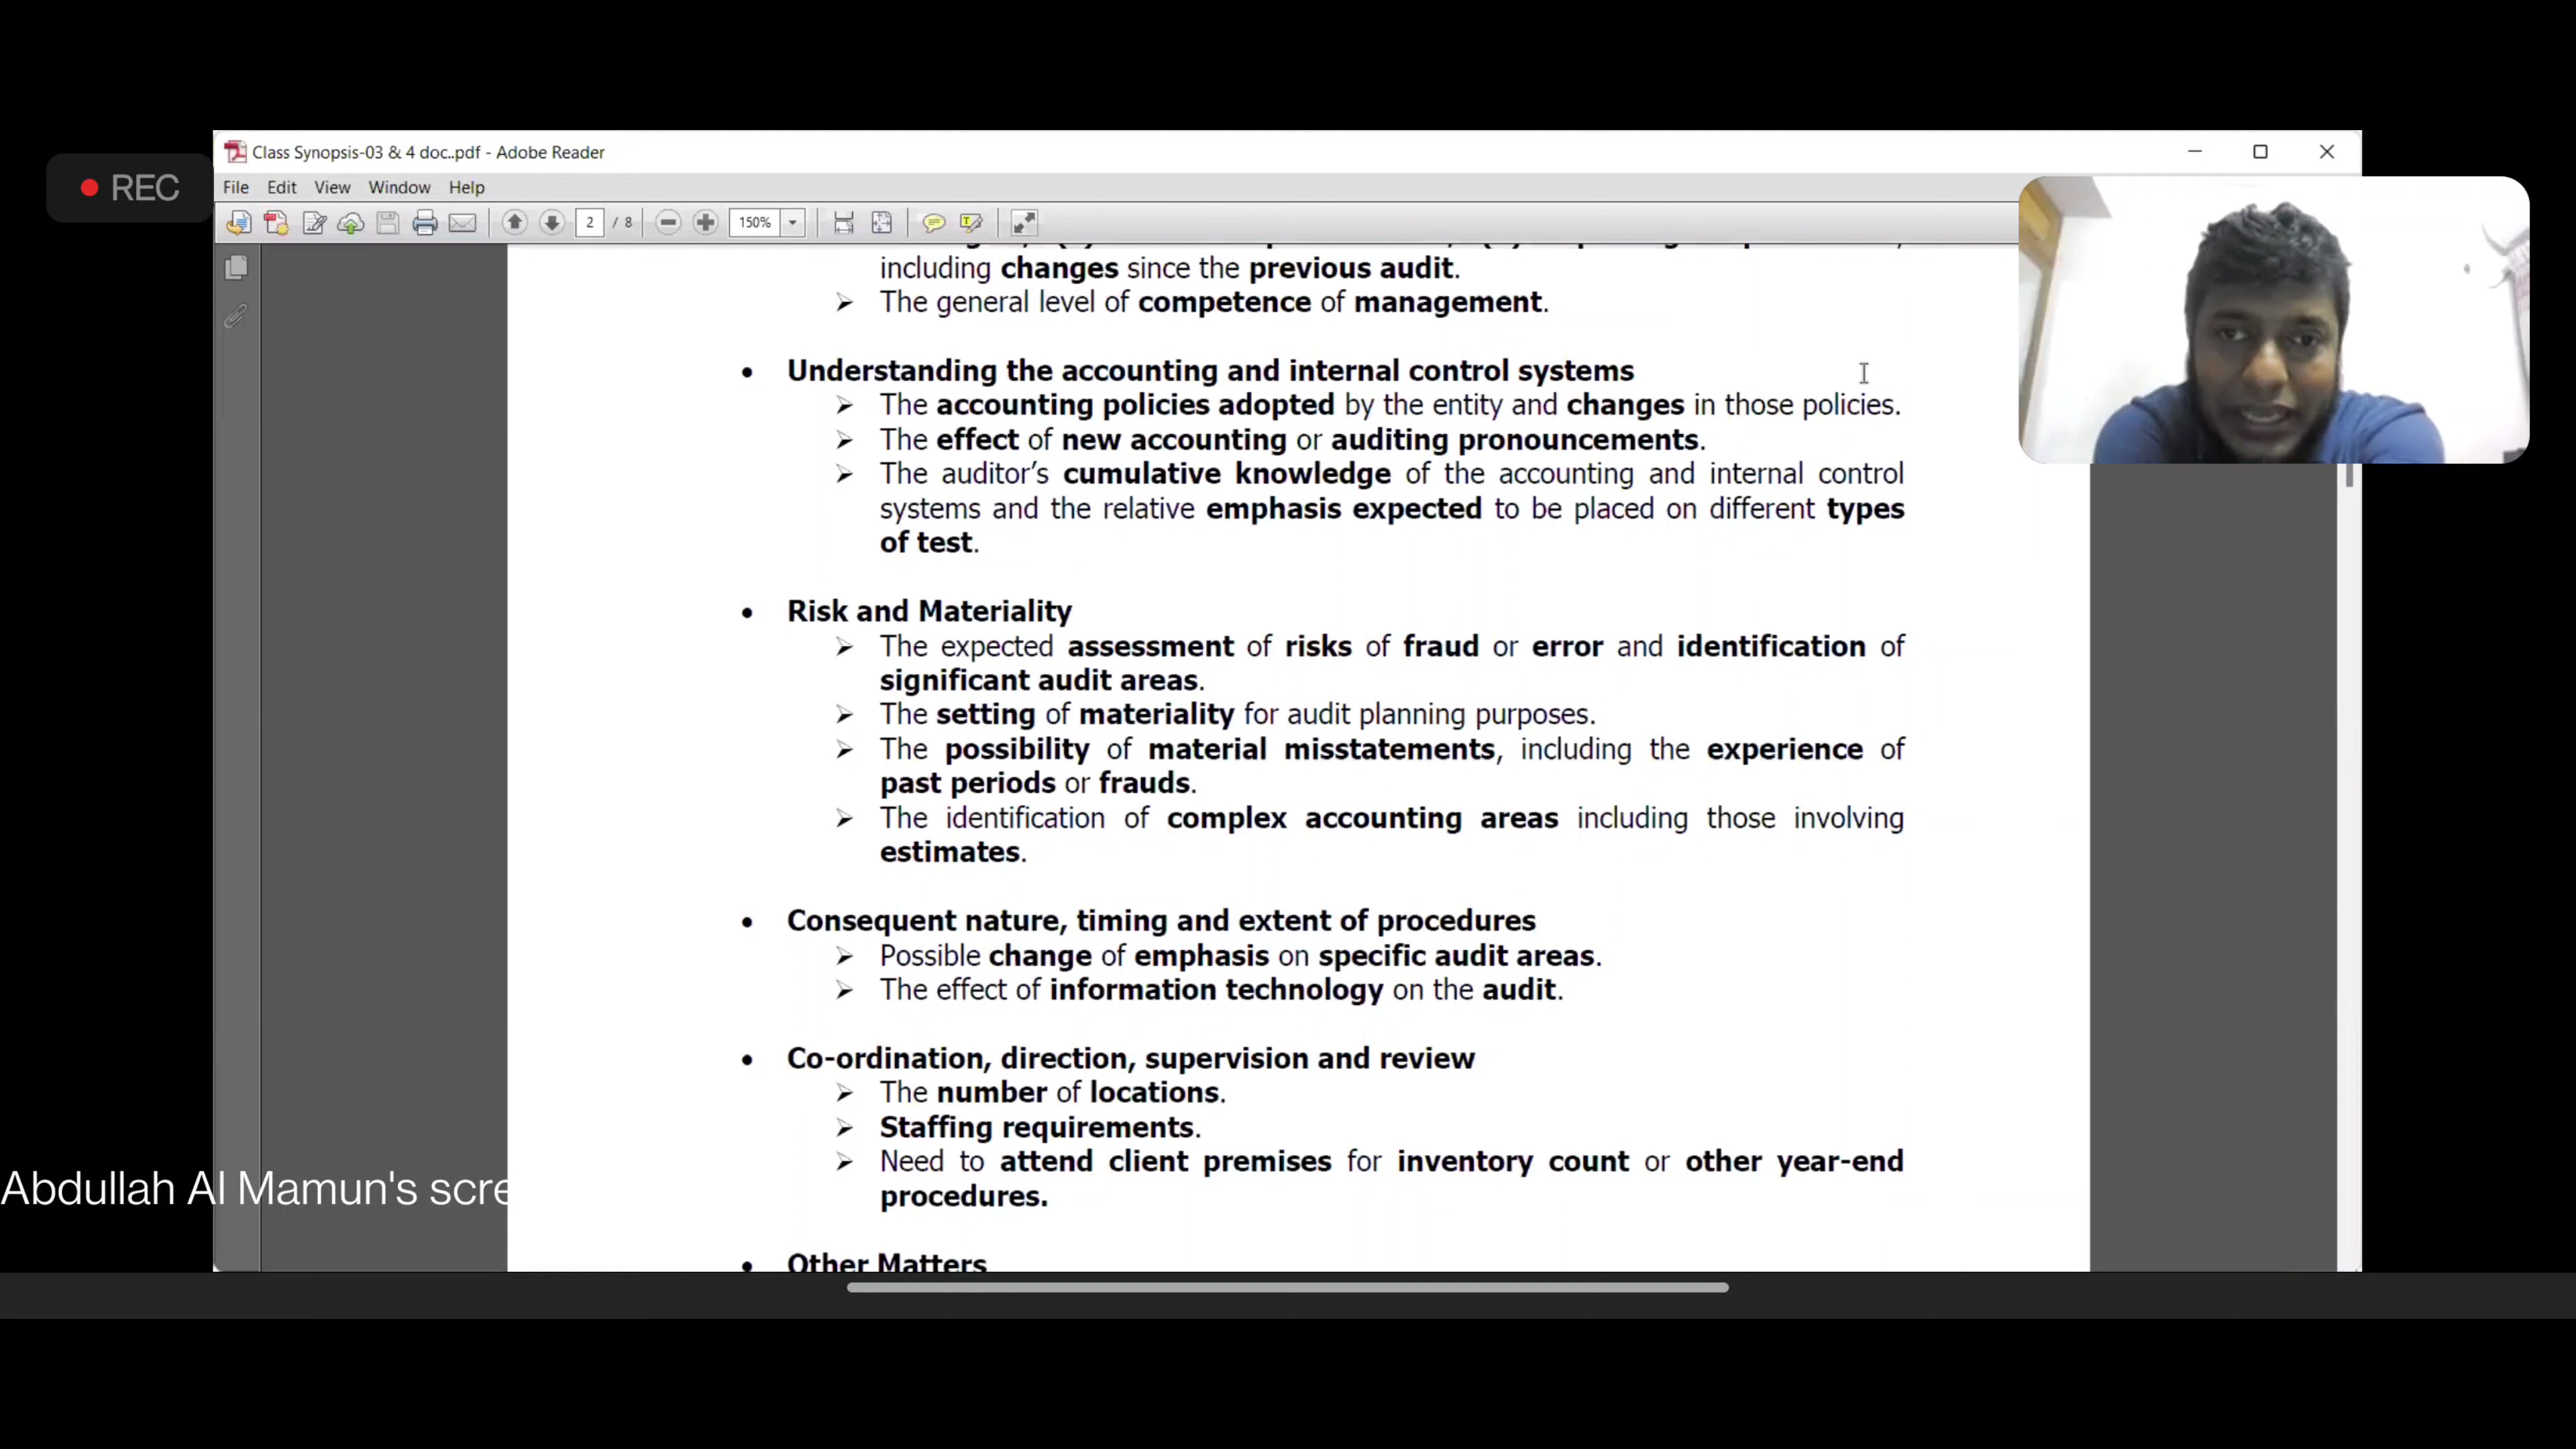 Class Synopsis-03 & 4 doc..pdf - Adobe Reader
REC
File Edit View Window Help
2 / 8 150%
including changes since the previous audit.
➢ The general level of competence of management.
• Understanding the accounting and internal control systems
➢ The accounting policies adopted by the entity and changes in those policies.
➢ The effect of new accounting or auditing pronouncements.
➢ The auditor's cumulative knowledge of the accounting and internal control
systems and the relative emphasis expected to be placed on different types
of test.
• Risk and Materiality
➢ The expected assessment of risks of fraud or error and identification of
significant audit areas.
➢ The setting of materiality for audit planning purposes.
➢ The possibility of material misstatements, including the experience of
past periods or frauds.
➢ The identification of complex accounting areas including those involving
estimates.
• Consequent nature, timing and extent of procedures
➢ Possible change of emphasis on specific audit areas.
➢ The effect of information technology on the audit.
• Co-ordination, direction, supervision and review
➢ The number of locations.
➢ Staffing requirements.
➢ Need to attend client premises for inventory count or other year-end
procedures.
Abdullah Al Mamun's scre
• Other Matters